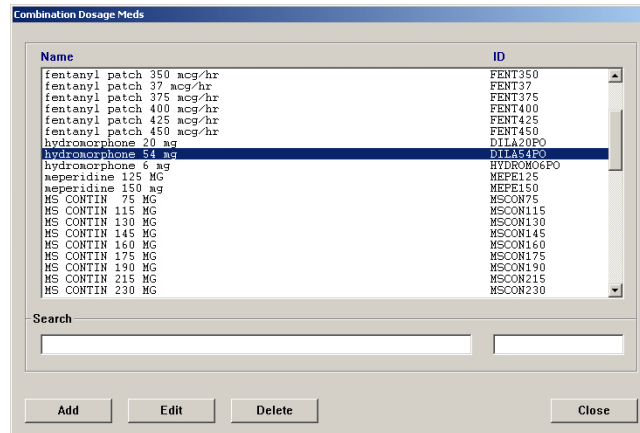 Combination Dosage Meds
Name ID
fentanyl patch 350 mcg/hr FENT350
fentanyl patch 37 mcg/hr FENT37
fentanyl patch 375 mcg/hr FENT375
fentanyl patch 400 mcg/hr FENT400
fentanyl patch 425 mcg/hr FENT425
fentanyl patch 450 mcg/hr FENT450
hydromorphone 20 mg DILA20PO
hydromorphone 54 mg DILA54PO
hydromorphone 6 mg HYDROMO6PO
meperidine 125 MG MEPE125
meperidine 150 mg MEPE150
MS CONTIN  75 MG MSCON75
MS CONTIN 115 MG MSCON115
MS CONTIN 130 MG MSCON130
MS CONTIN 145 MG MSCON145
MS CONTIN 160 MG MSCON160
MS CONTIN 175 MG MSCON175
MS CONTIN 190 MG MSCON190
MS CONTIN 215 MG MSCON215
MS CONTIN 230 MG MSCON230
Search
Add Edit Delete Close